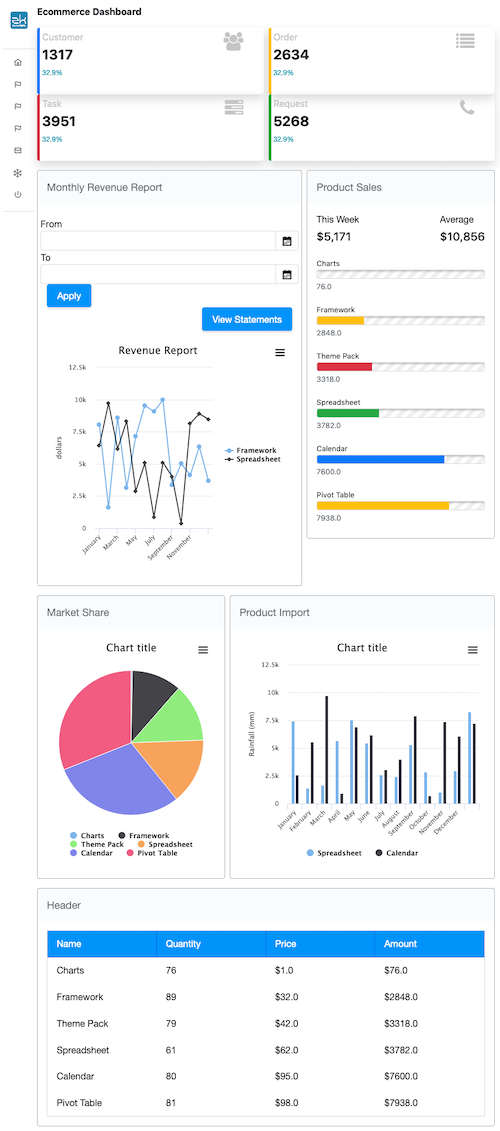 Ecommerce Dashboard
Customer
1317
32.9%
Order
2634
32.9%
Task
3951
32.9%
Request
5268
32.9%
Monthly Revenue Report
From
To
Apply
View Statements
Revenue Report
dollars
12.5k
10k
7.5k
5k
2.5k
0
January
March
May
July
September
November
Framework
Spreadsheet
Product Sales
This Week
Average
$5,171
$10,856
Charts
76.0
Framework
2848.0
Theme Pack
3318.0
Spreadsheet
3782.0
Calendar
7600.0
Pivot Table
7938.0
Market Share
Chart title
Charts Framework
Theme Pack Spreadsheet
Calendar Pivot Table
Product Import
Chart title
Rainfall (mm)
12.5k
10k
7.5k
5k
2.5k
0
January
February
March
April
May
June
July
August
September
October
November
December
Spreadsheet Calendar
Header
Name Quantity Price Amount
Charts 76 $1.0 $76.0
Framework 89 $32.0 $2848.0
Theme Pack 79 $42.0 $3318.0
Spreadsheet 61 $62.0 $3782.0
Calendar 80 $95.0 $7600.0
Pivot Table 81 $98.0 $7938.0